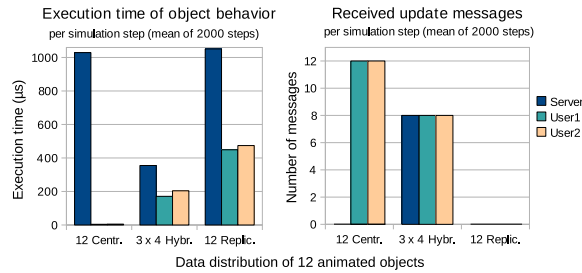 Execution time of object behavior
per simulation step (mean of 2000 steps)
Execution time (µs)
1000
800
600
400
200
0
12 Centr.
3 x 4 Hybr.
12 Replic.
Received update messages
per simulation step (mean of 2000 steps)
Number of messages
12
10
8
6
4
2
0
12 Centr.
3 x 4 Hybr.
12 Replic.
Server
User1
User2
Data distribution of 12 animated objects